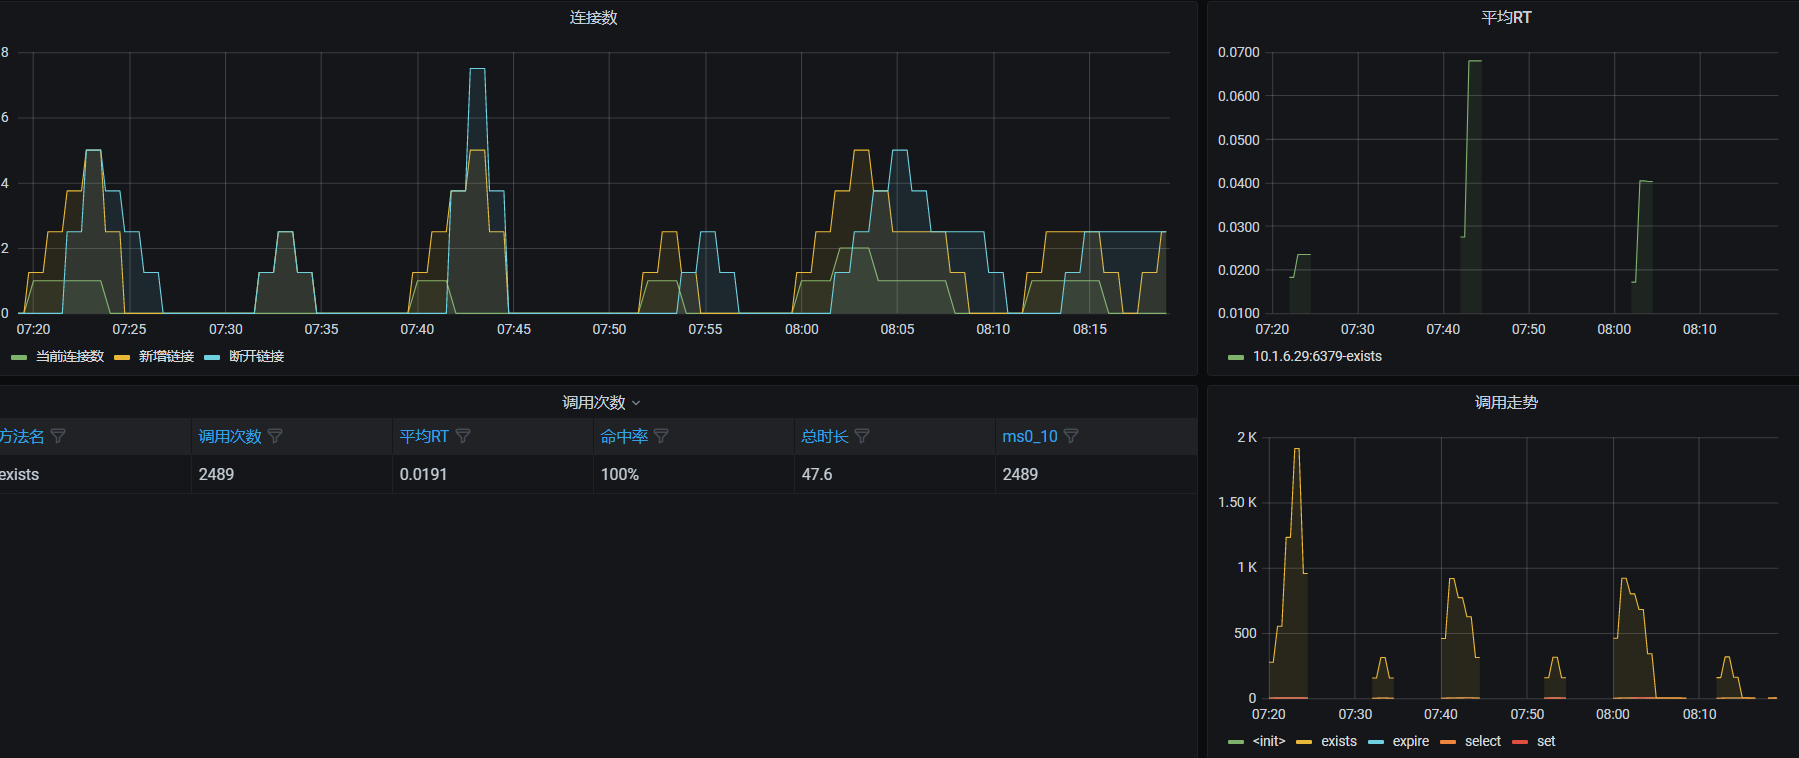 连接数
8
6
4
2
0
07:20 07:25 07:30 07:35 07:40 07:45 07:50 07:55 08:00 08:05 08:10 08:15
当前连接数 新增链接 断开链接
平均RT
0.0700
0.0600
0.0500
0.0400
0.0300
0.0200
0.0100
07:20 07:30 07:40 07:50 08:00 08:10
10.1.6.29:6379-exists
调用次数
方法名 调用次数 平均RT 命中率 总时长 ms0_10
exists 2489 0.0191 100% 47.6 2489
调用走势
2 K
1.50 K
1 K
500
0
07:20 07:30 07:40 07:50 08:00 08:10
<init> exists expire select set